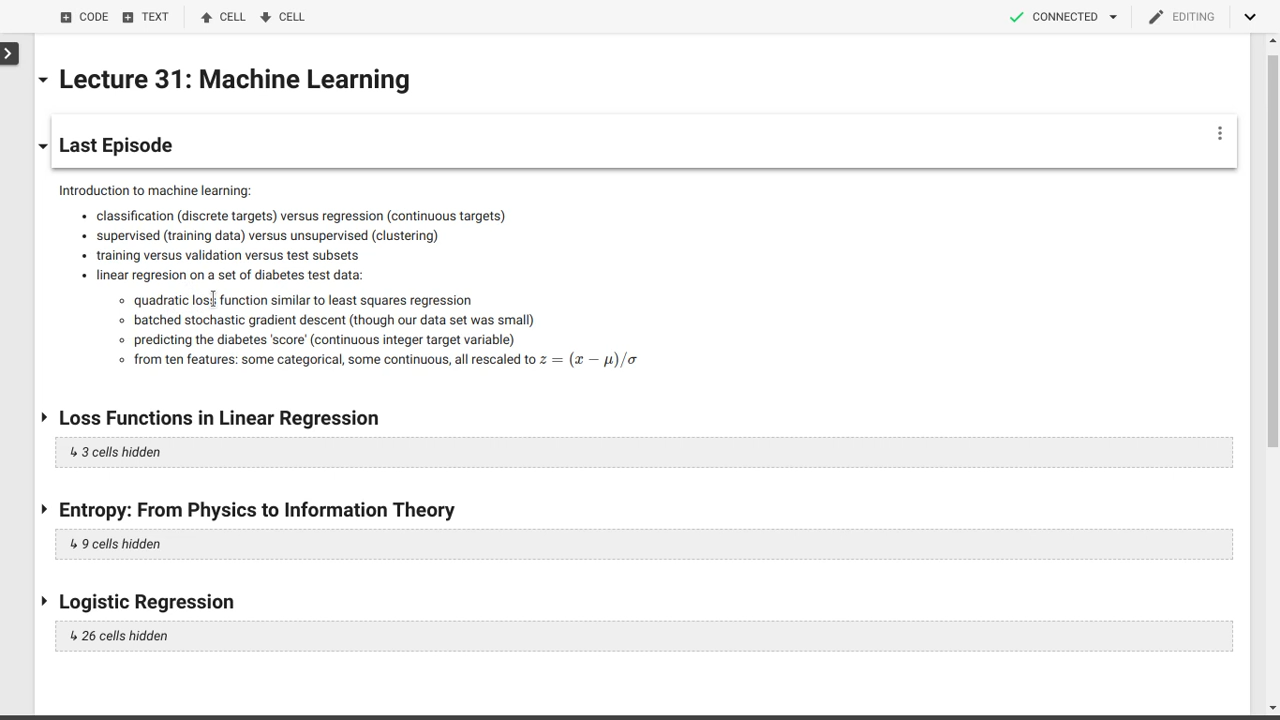 CODE TEXT CELL CELL CONNECTED EDITING
Lecture 31: Machine Learning
Last Episode
Introduction to machine learning:
• classification (discrete targets) versus regression (continuous targets)
• supervised (training data) versus unsupervised (clustering)
• training versus validation versus test subsets
• linear regresion on a set of diabetes test data:
◦ quadratic loss function similar to least squares regression
◦ batched stochastic gradient descent (though our data set was small)
◦ predicting the diabetes 'score' (continuous integer target variable)
◦ from ten features: some categorical, some continuous, all rescaled to z = (x − μ)/σ
Loss Functions in Linear Regression
↳ 3 cells hidden
Entropy: From Physics to Information Theory
↳ 9 cells hidden
Logistic Regression
↳ 26 cells hidden